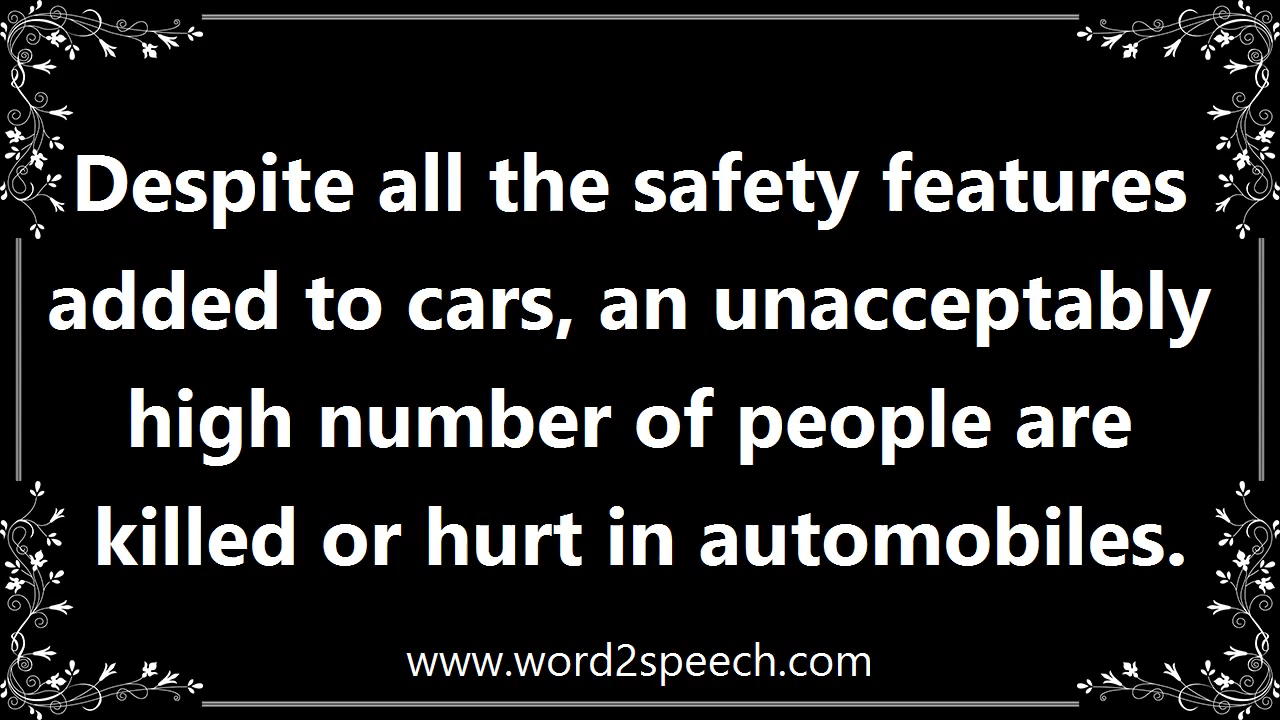 Despite all the safety features
added to cars, an unacceptably
high number of people are
killed or hurt in automobiles.
www.word2speech.com